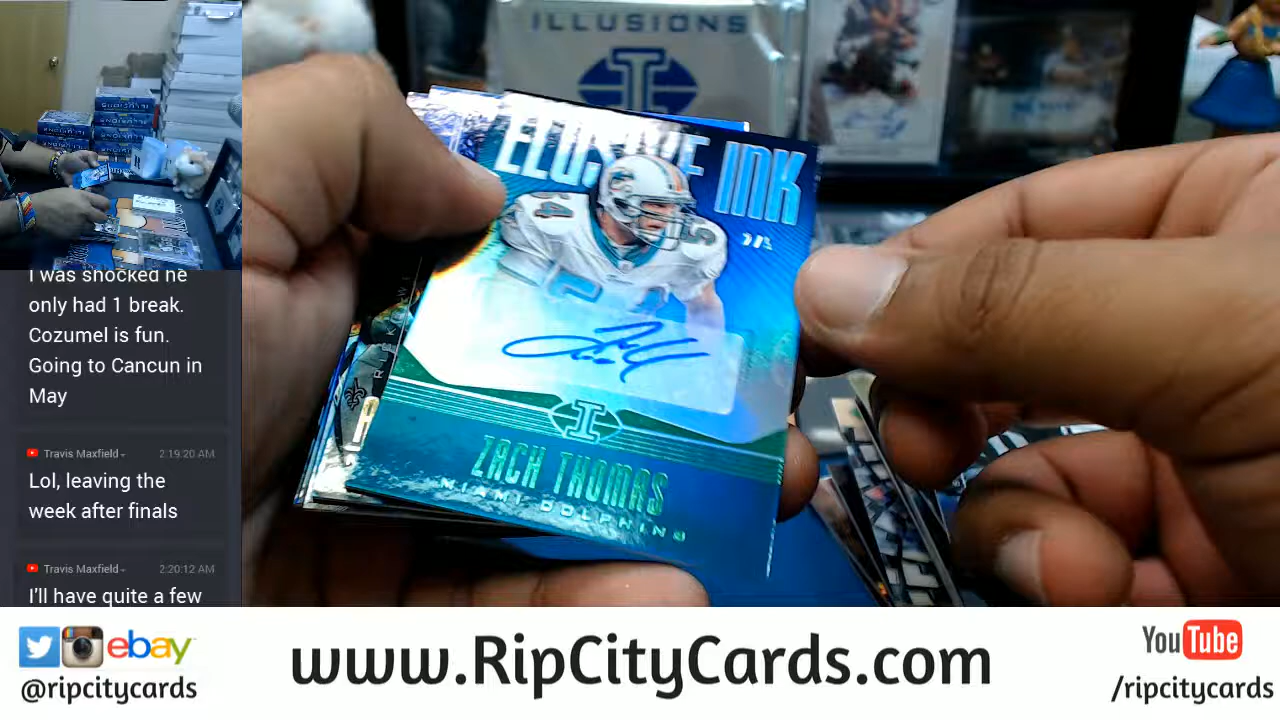 I was shocked he
only had 1 break.
Cozumel is fun.
Going to Cancun in
May
Travis Maxfield
2:19:20 AM
Lol, leaving the
week after finals
Travis Maxfield
2:20:12 AM
I'll have quite a few
ILLUSIONS
I
ELUSIVE INK
54
I
ZACH THOMAS
MIAMI DOLPHINS
ebay
@ripcitycards
www.RipCityCards.com
YouTube
/ripcitycards